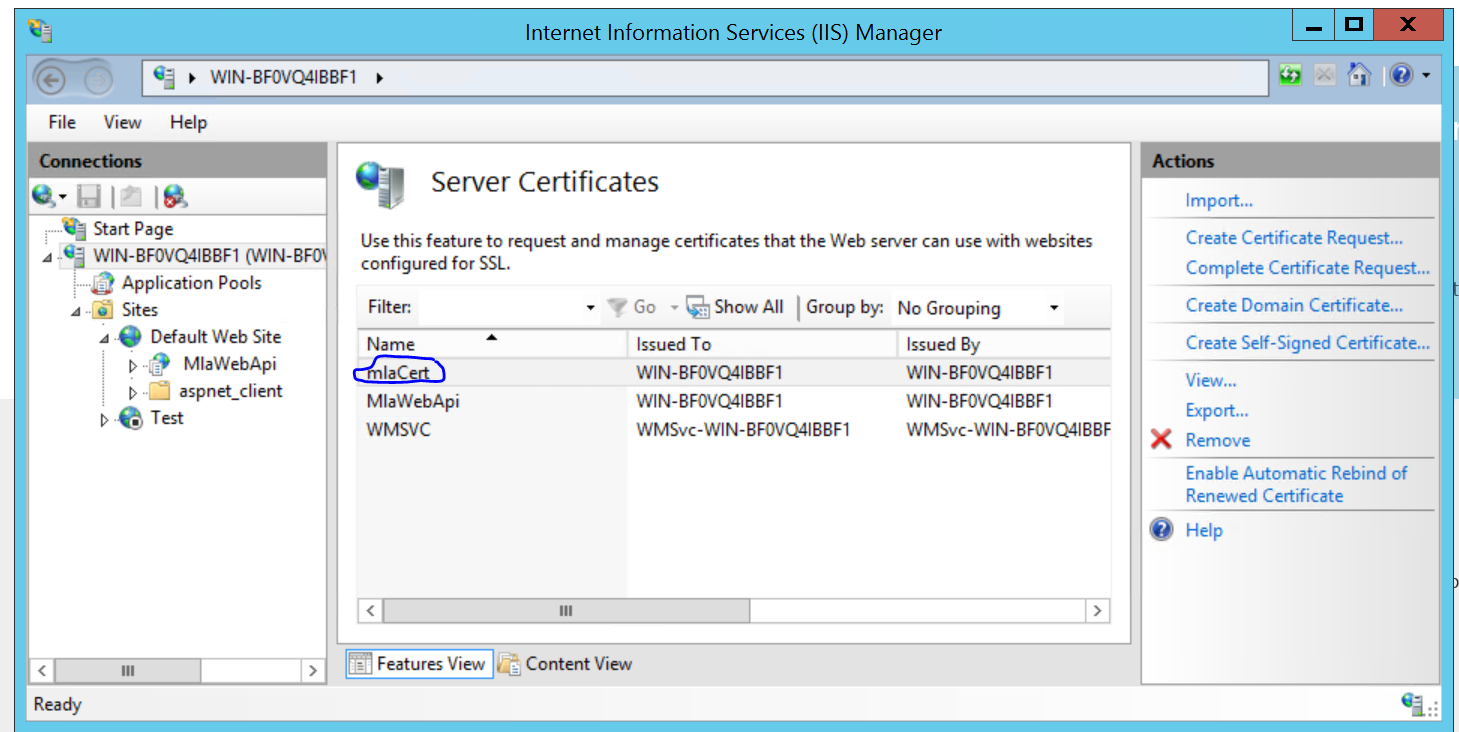 Internet Information Services (IIS) Manager
WIN-BF0VQ4IBBF1
File View Help
Connections
Start Page
WIN-BF0VQ4IBBF1 (WIN-BF0V
Application Pools
Sites
Default Web Site
MlaWebApi
aspnet_client
Test
Server Certificates
Use this feature to request and manage certificates that the Web server can use with websites
configured for SSL.
Filter: Go Show All Group by: No Grouping
Name Issued To Issued By
mlaCert WIN-BF0VQ4IBBF1 WIN-BF0VQ4IBBF1
MlaWebApi WIN-BF0VQ4IBBF1 WIN-BF0VQ4IBBF1
WMSVC WMSvc-WIN-BF0VQ4IBBF1 WMSvc-WIN-BF0VQ4IBBF
Features View Content View
Actions
Import...
Create Certificate Request...
Complete Certificate Request...
Create Domain Certificate...
Create Self-Signed Certificate...
View...
Export...
Remove
Enable Automatic Rebind of
Renewed Certificate
Help
Ready